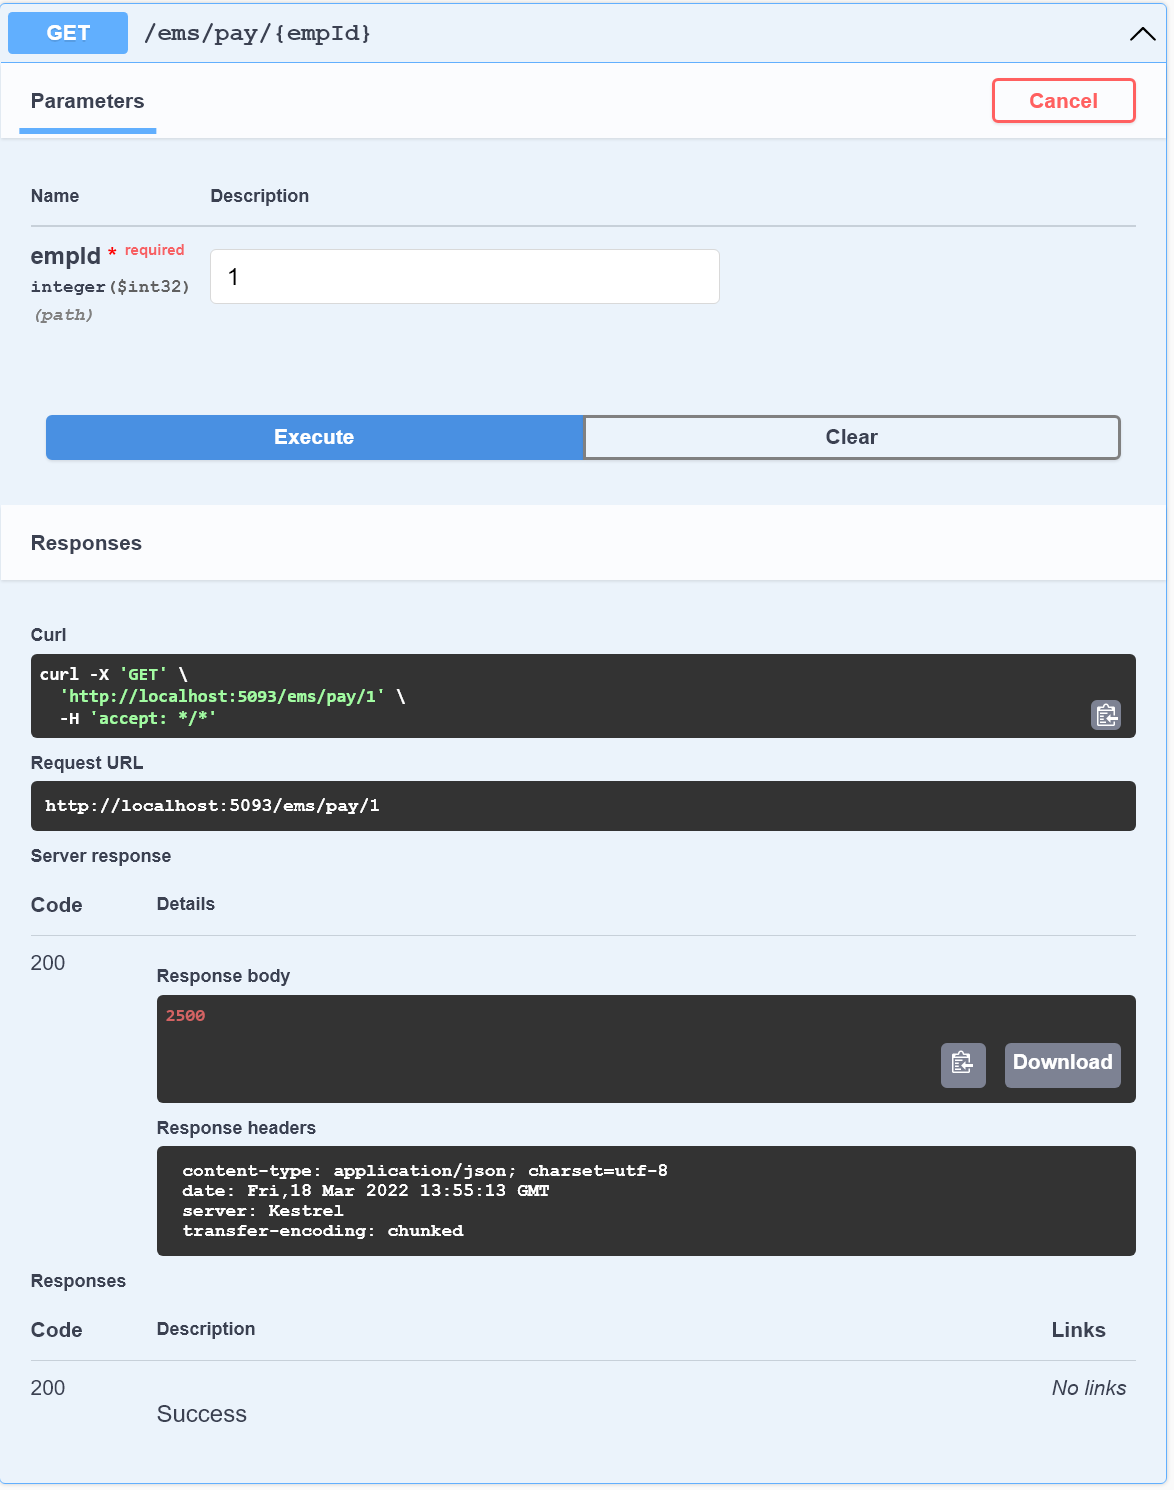 GET /ems/pay/{empId}
Parameters
Cancel
Name Description
empId * required
integer($int32)
(path)
1
Execute Clear
Responses
Curl
curl -X 'GET' \
'http://localhost:5093/ems/pay/1' \
-H 'accept: */*'
Request URL
http://localhost:5093/ems/pay/1
Server response
Code Details
200
Response body
2500
Download
Response headers
content-type: application/json; charset=utf-8
date: Fri,18 Mar 2022 13:55:13 GMT
server: Kestrel
transfer-encoding: chunked
Responses
Code Description Links
200 No links
Success